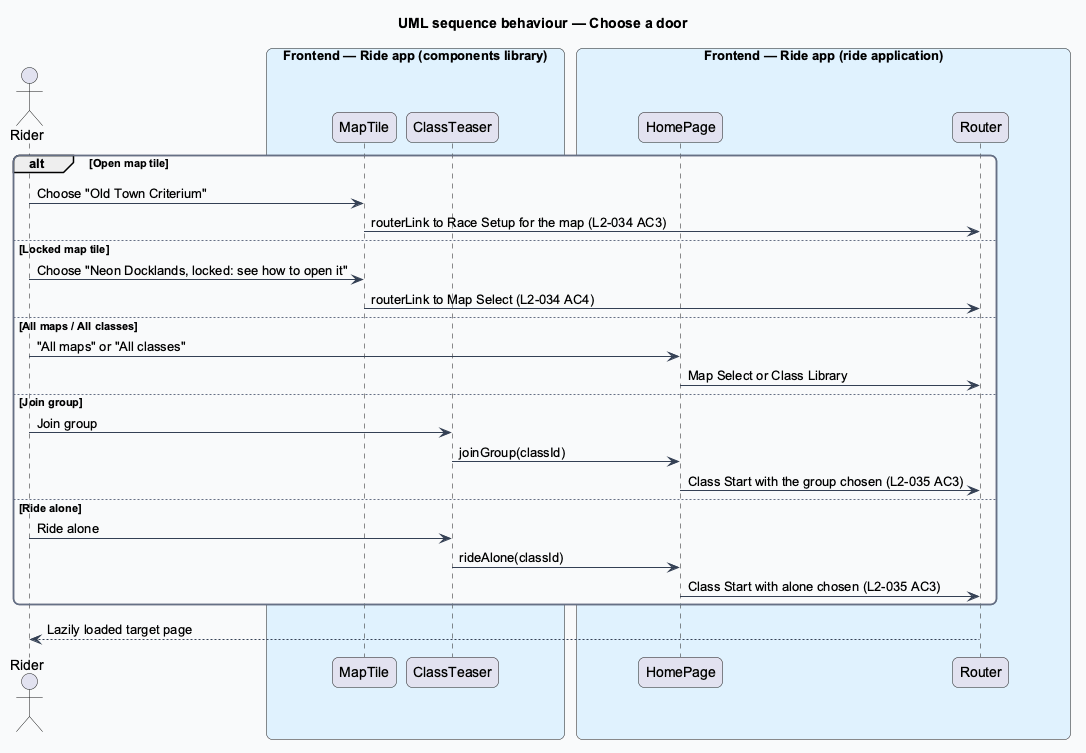 UML sequence behaviour — Choose a door
Frontend — Ride app (components library)
Frontend — Ride app (ride application)
Rider
MapTile
ClassTeaser
HomePage
Router
alt
[Open map tile]
Choose "Old Town Criterium"
routerLink to Race Setup for the map (L2-034 AC3)
[Locked map tile]
Choose "Neon Docklands, locked: see how to open it"
routerLink to Map Select (L2-034 AC4)
[All maps / All classes]
"All maps" or "All classes"
Map Select or Class Library
[Join group]
Join group
joinGroup(classId)
Class Start with the group chosen (L2-035 AC3)
[Ride alone]
Ride alone
rideAlone(classId)
Class Start with alone chosen (L2-035 AC3)
Lazily loaded target page
Rider
MapTile
ClassTeaser
HomePage
Router